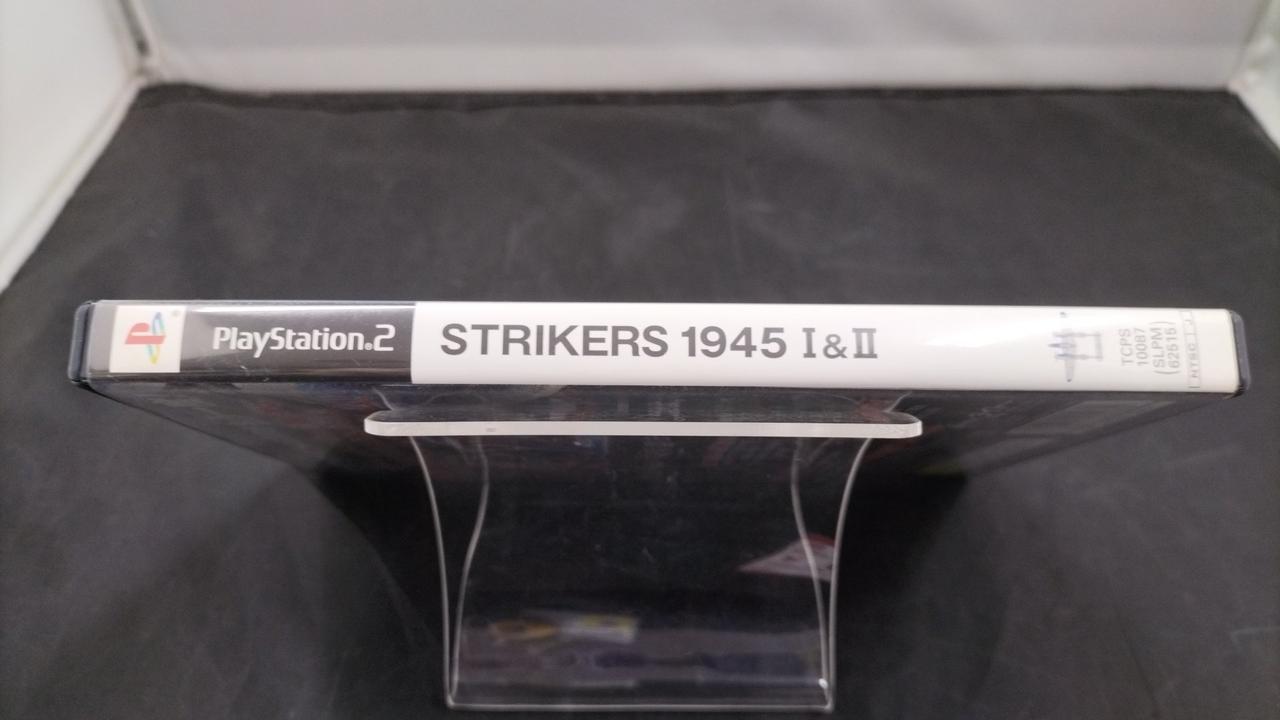 PlayStation.2
STRIKERS 1945 I & II
TCPS
10087
(SLPM
62515)
NTSC J